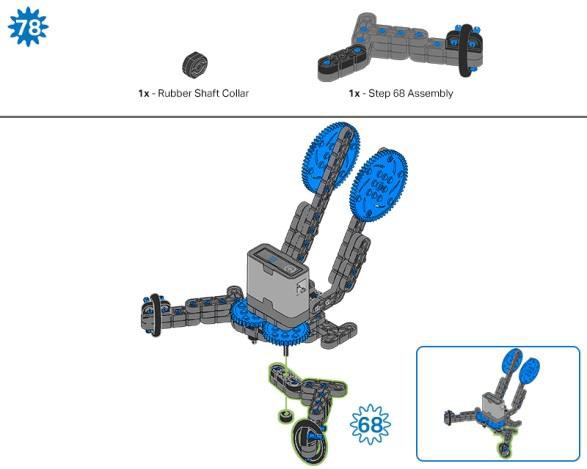 78
1x - Rubber Shaft Collar
1x - Step 68 Assembly
68